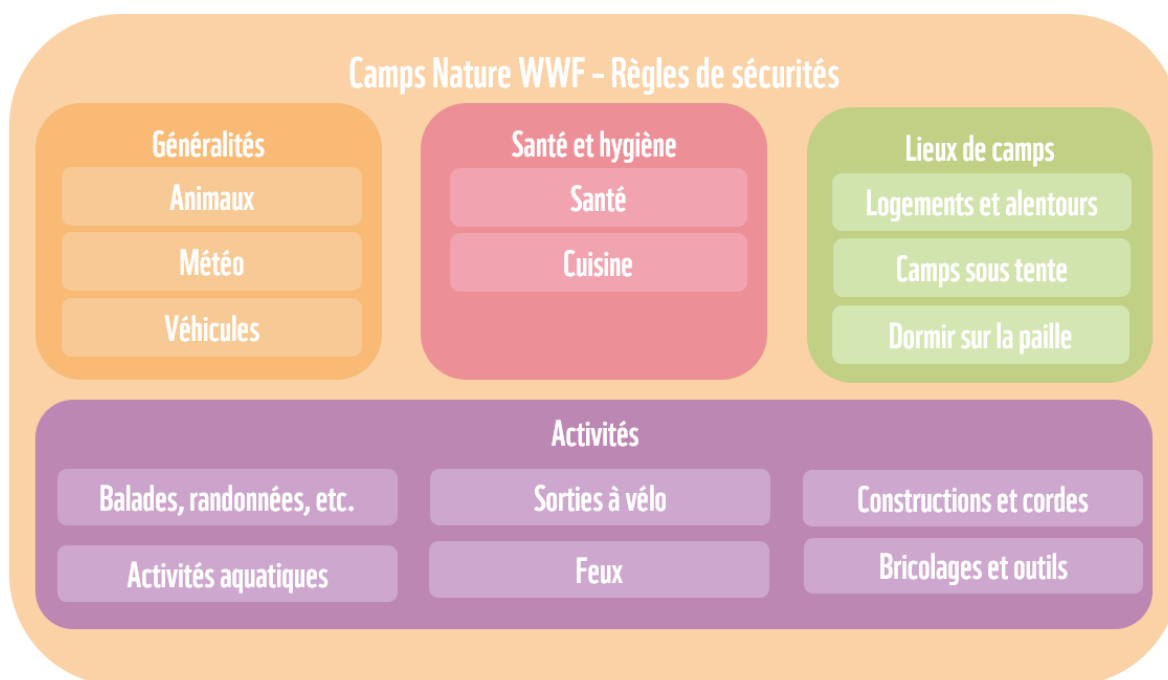 Camps Nature WWF – Règles de sécurités
Généralités
Animaux
Météo
Véhicules
Santé et hygiène
Santé
Cuisine
Lieux de camps
Logements et alentours
Camps sous tente
Dormir sur la paille
Activités
Balades, randonnées, etc.
Sorties à vélo
Constructions et cordes
Activités aquatiques
Feux
Bricolages et outils